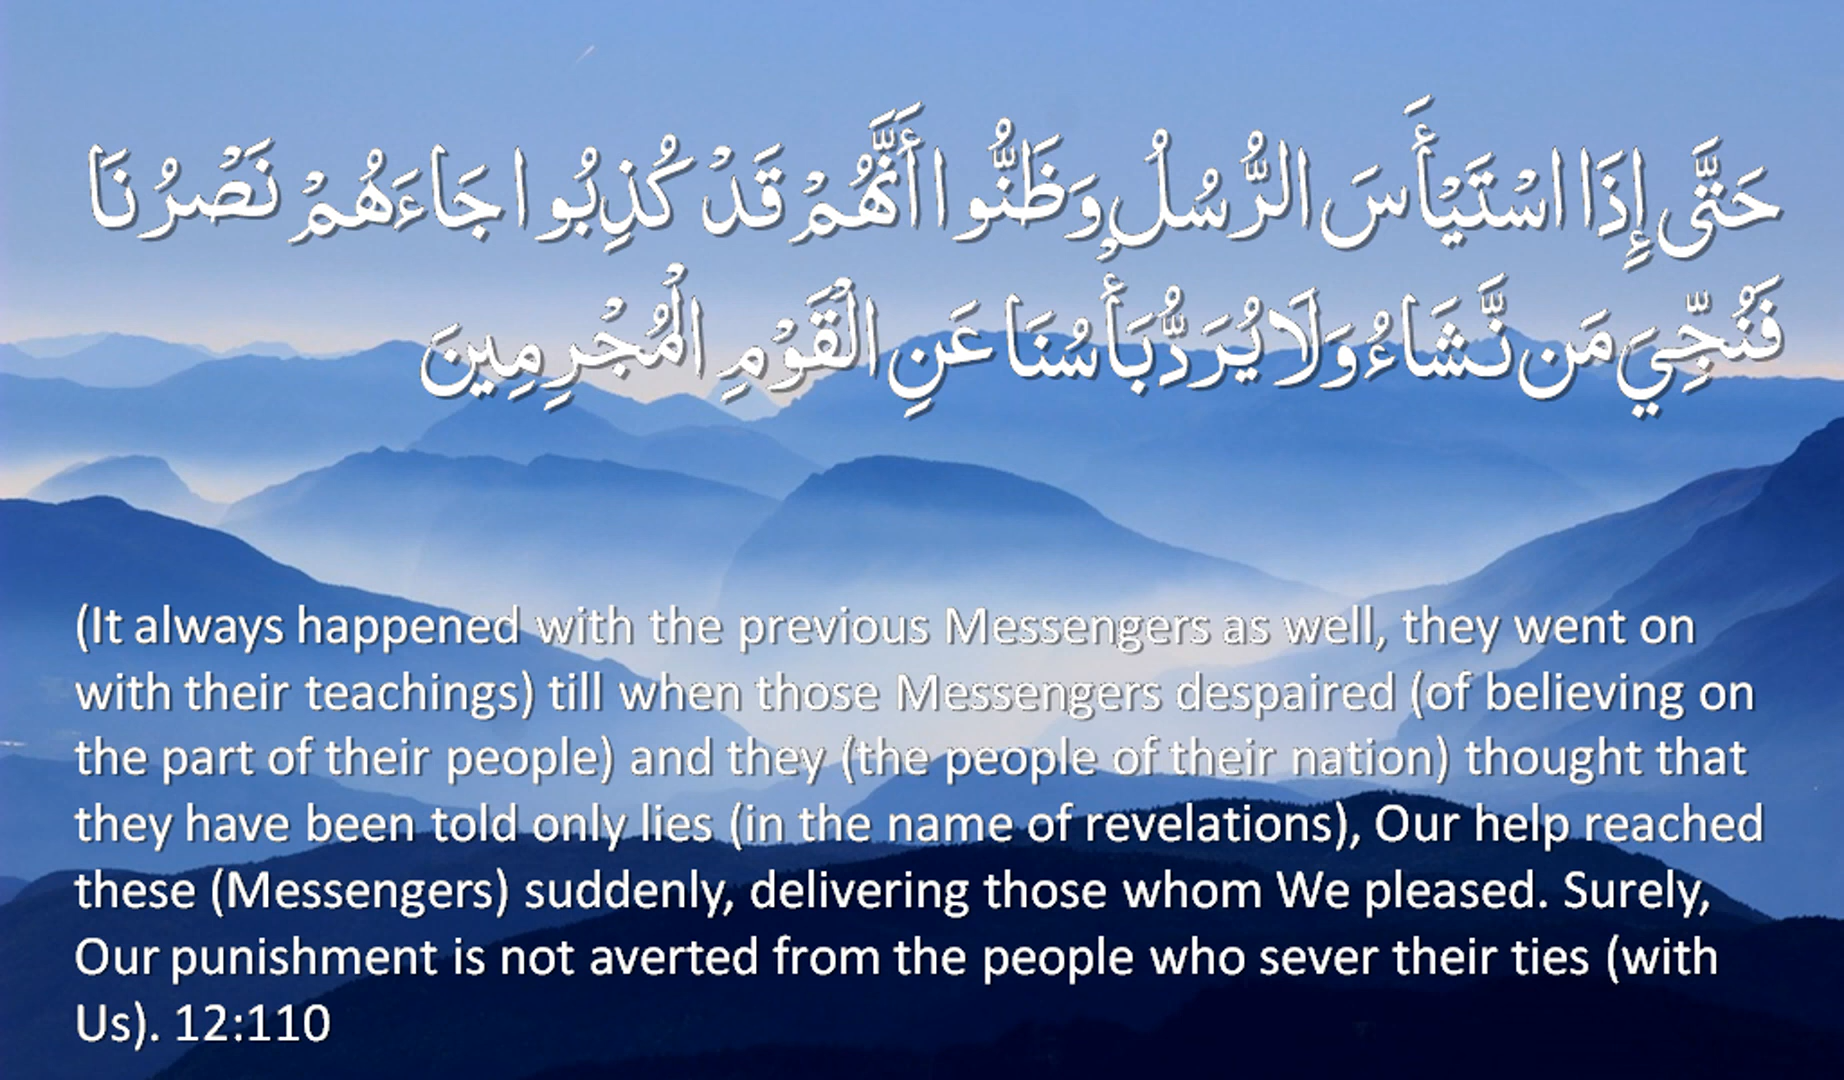 حَتَّى إِذَا اسْتَيْأَسَ الرُّسُلُ وَظَنُّوا أَنَّهُمْ قَدْ كُذِبُوا جَاءَهُمْ نَصْرُنَا
فَنُجِّيَ مَن نَّشَاءُ وَلَا يُرَدُّ بَأْسُنَا عَنِ الْقَوْمِ الْمُجْرِمِينَ
(It always happened with the previous Messengers as well, they went on
with their teachings) till when those Messengers despaired (of believing on
the part of their people) and they (the people of their nation) thought that
they have been told only lies (in the name of revelations), Our help reached
these (Messengers) suddenly, delivering those whom We pleased. Surely,
Our punishment is not averted from the people who sever their ties (with
Us). 12:110